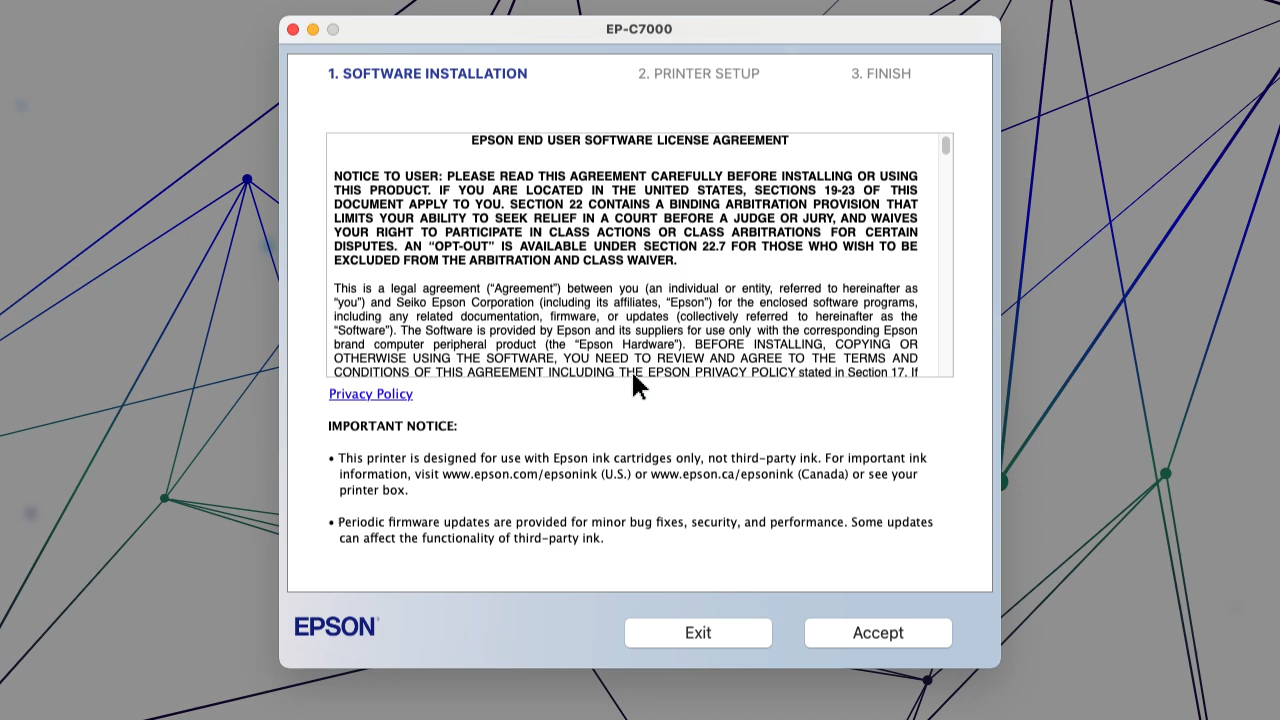 EP-C7000
1. SOFTWARE INSTALLATION
2. PRINTER SETUP
3. FINISH
EPSON END USER SOFTWARE LICENSE AGREEMENT
NOTICE TO USER: PLEASE READ THIS AGREEMENT CAREFULLY BEFORE INSTALLING OR USING
THIS PRODUCT. IF YOU ARE LOCATED IN THE UNITED STATES, SECTIONS 19-23 OF THIS
DOCUMENT APPLY TO YOU. SECTION 22 CONTAINS A BINDING ARBITRATION PROVISION THAT
LIMITS YOUR ABILITY TO SEEK RELIEF IN A COURT BEFORE A JUDGE OR JURY, AND WAIVES
YOUR RIGHT TO PARTICIPATE IN CLASS ACTIONS OR CLASS ARBITRATIONS FOR CERTAIN
DISPUTES. AN “OPT-OUT” IS AVAILABLE UNDER SECTION 22.7 FOR THOSE WHO WISH TO BE
EXCLUDED FROM THE ARBITRATION AND CLASS WAIVER.
This is a legal agreement (“Agreement”) between you (an individual or entity, referred to hereinafter as
“you”) and Seiko Epson Corporation (including its affiliates, “Epson”) for the enclosed software programs,
including any related documentation, firmware, or updates (collectively referred to hereinafter as the
“Software”). The Software is provided by Epson and its suppliers for use only with the corresponding Epson
brand computer peripheral product (the “Epson Hardware”). BEFORE INSTALLING, COPYING OR
OTHERWISE USING THE SOFTWARE, YOU NEED TO REVIEW AND AGREE TO THE TERMS AND
CONDITIONS OF THIS AGREEMENT INCLUDING THE EPSON PRIVACY POLICY stated in Section 17. If
Privacy Policy
IMPORTANT NOTICE:
• This printer is designed for use with Epson ink cartridges only, not third-party ink. For important ink
information, visit www.epson.com/epsonink (U.S.) or www.epson.ca/epsonink (Canada) or see your
printer box.
• Periodic firmware updates are provided for minor bug fixes, security, and performance. Some updates
can affect the functionality of third-party ink.
EPSON
Exit
Accept